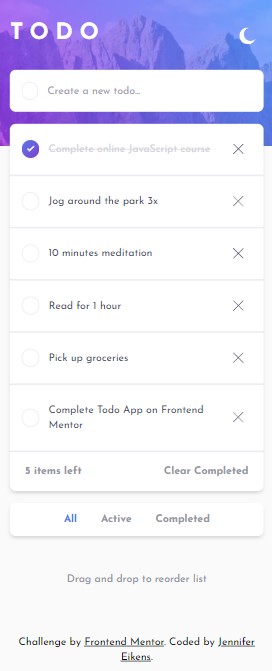 TODO
Create a new todo...
Complete online JavaScript course
Jog around the park 3x
10 minutes meditation
Read for 1 hour
Pick up groceries
Complete Todo App on Frontend
Mentor
5 items left Clear Completed
All Active Completed
Drag and drop to reorder list
Challenge by Frontend Mentor. Coded by Jennifer
Eikens.